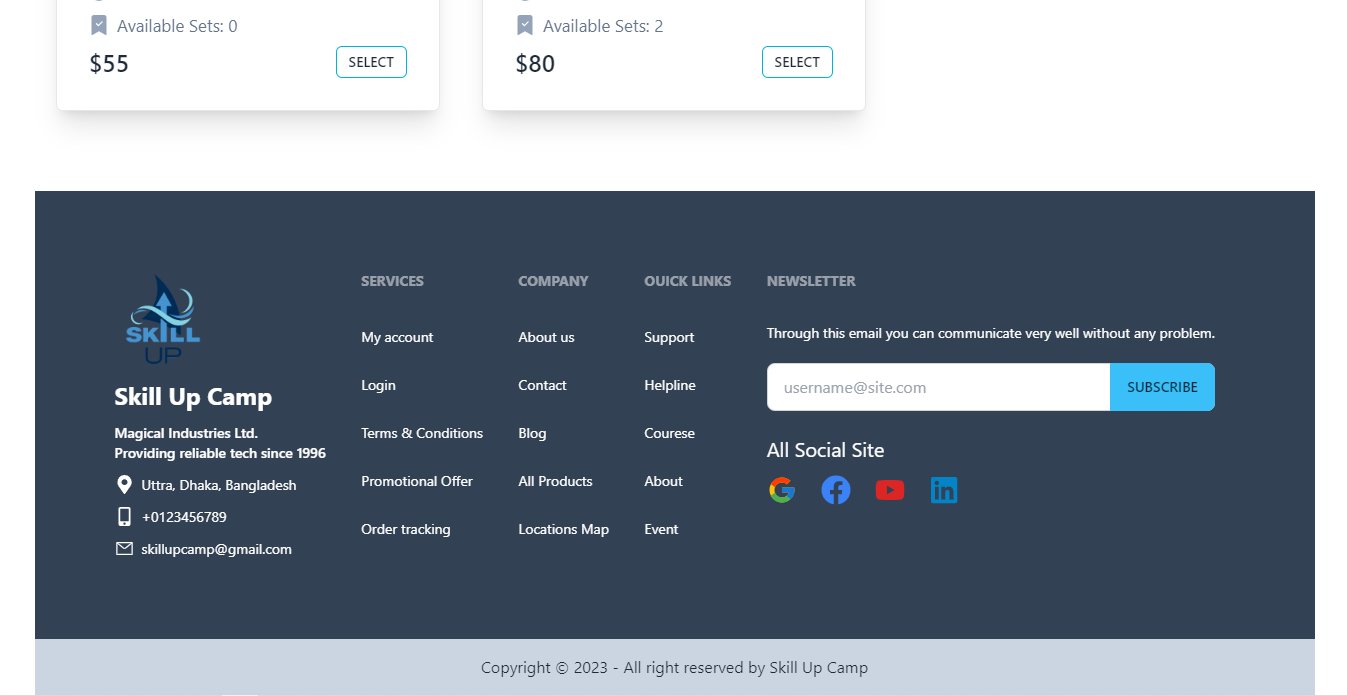 Available Sets: 0
$55
SELECT
Available Sets: 2
$80
SELECT
SKILL
UP
Skill Up Camp
Magical Industries Ltd.
Providing reliable tech since 1996
Uttra, Dhaka, Bangladesh
+0123456789
skillupcamp@gmail.com
SERVICES
My account
Login
Terms & Conditions
Promotional Offer
Order tracking
COMPANY
About us
Contact
Blog
All Products
Locations Map
OUICK LINKS
Support
Helpline
Courese
About
Event
NEWSLETTER
Through this email you can communicate very well without any problem.
username@site.com
SUBSCRIBE
All Social Site
Copyright © 2023 - All right reserved by Skill Up Camp